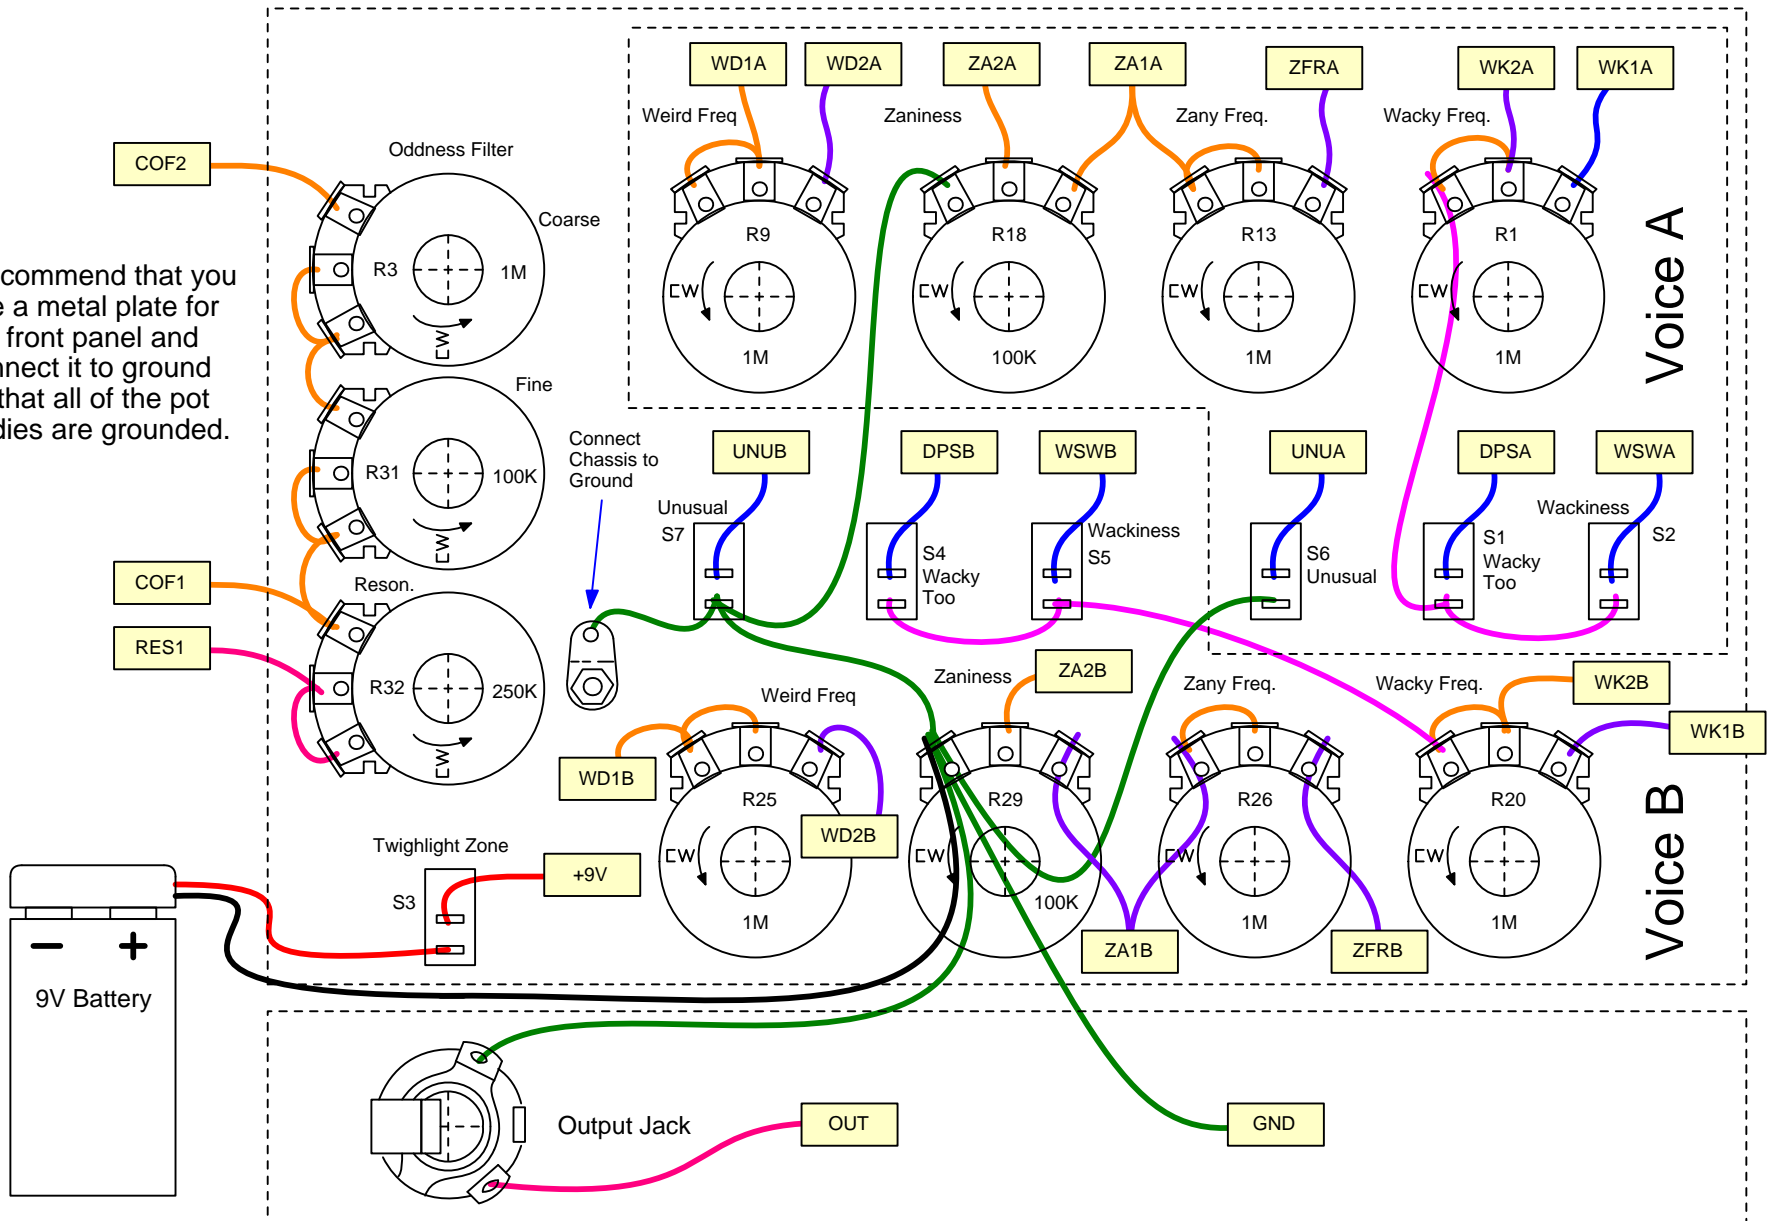 WD1A
WD2A
ZA2A
ZA1A
ZFRA
WK2A
WK1A
Weird Freq
Zaniness
Zany Freq.
Wacky Freq.
COF2
Oddness Filter
Coarse
R3
1M
CW
R9
CW
1M
R18
CW
100K
R13
CW
1M
R1
CW
1M
Voice A
commend that you
a metal plate for
front panel and
nnect it to ground
that all of the pot
dies are grounded.
Fine
R31
100K
CW
Connect
Chassis to
Ground
UNUB
DPSB
WSWB
UNUA
DPSA
WSWA
Unusual
S7
S4
Wacky
Too
Wackiness
S5
S6
Unusual
S1
Wacky
Too
Wackiness
S2
COF1
Reson.
RES1
R32
250K
CW
Weird Freq
Zaniness
ZA2B
Zany Freq.
Wacky Freq.
WK2B
WK1B
WD1B
R25
CW
1M
WD2B
R29
CW
100K
R26
CW
1M
R20
CW
1M
Voice B
ZA1B
ZFRB
Twighlight Zone
S3
+9V
9V Battery
Output Jack
OUT
GND